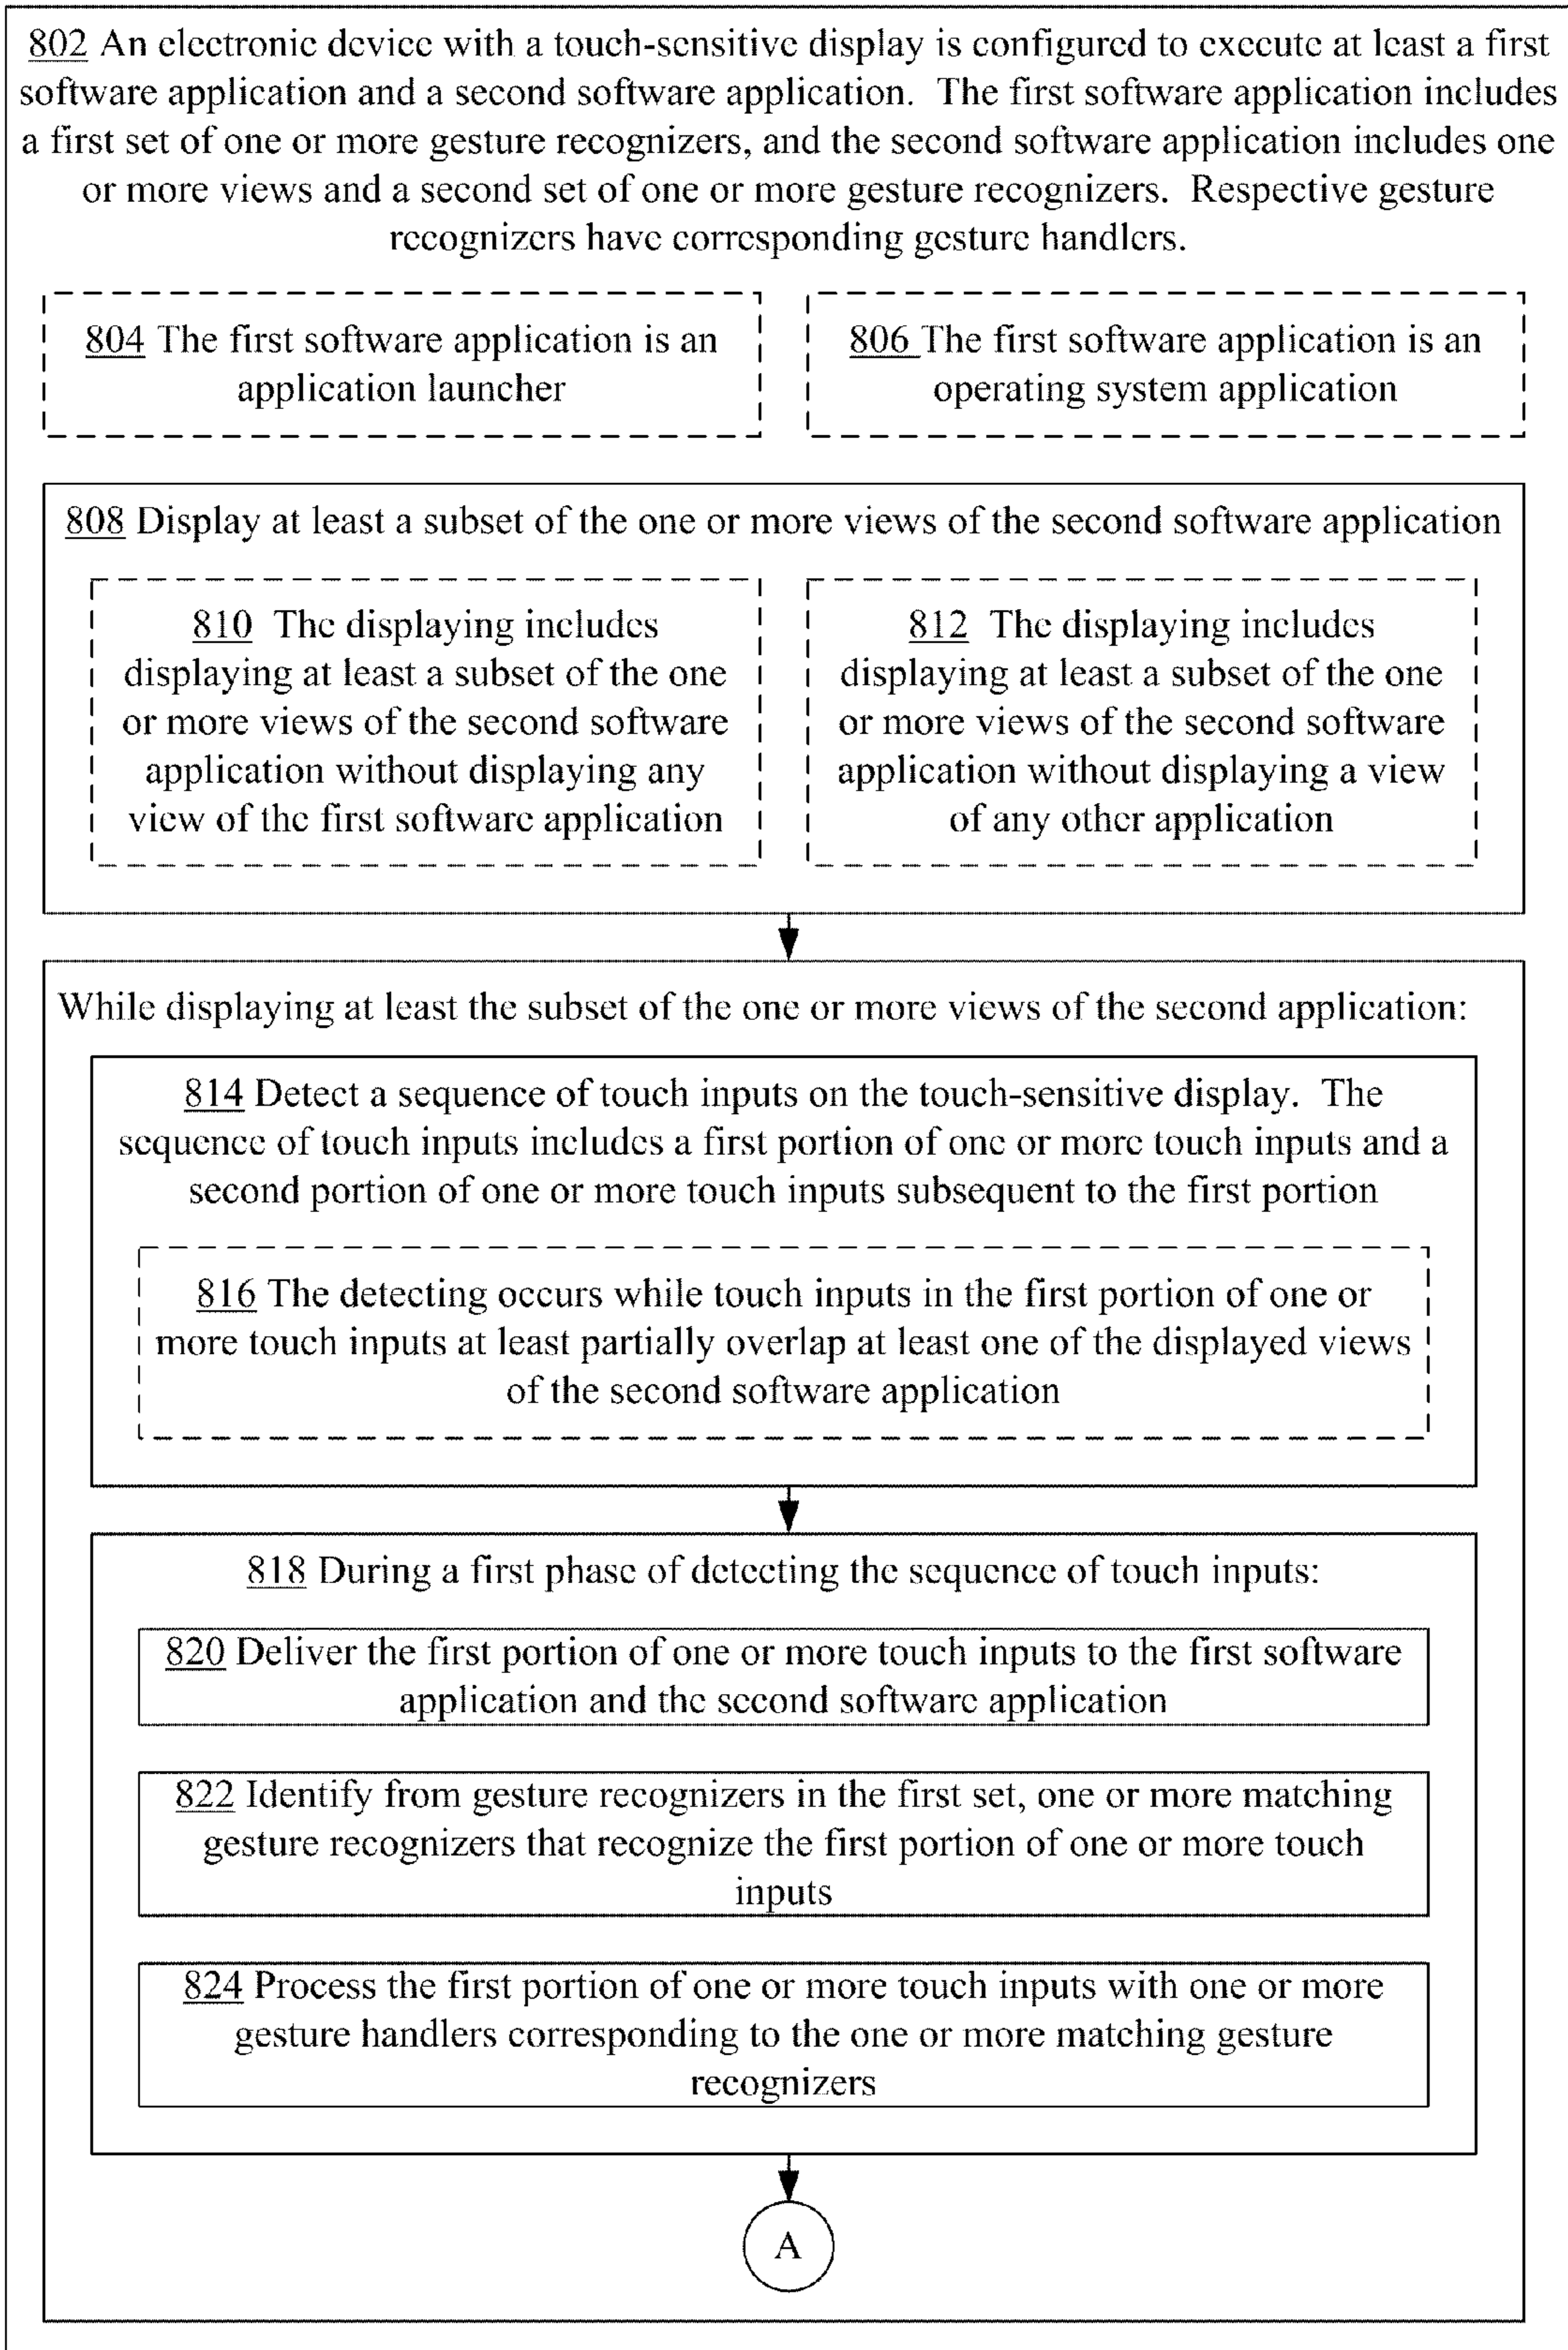 802 An electronic device with a touch-sensitive display is configured to execute at least a first
software application and a second software application. The first software application includes
a first set of one or more gesture recognizers, and the second software application includes one
or more views and a second set of one or more gesture recognizers. Respective gesture
recognizers have corresponding gesture handlers.
804 The first software application is an
application launcher
806 The first software application is an
operating system application
808 Display at least a subset of the one or more views of the second software application
810 The displaying includes
displaying at least a subset of the one
or more views of the second software
application without displaying any
view of the first software application
812 The displaying includes
displaying at least a subset of the one
or more views of the second software
application without displaying a view
of any other application
While displaying at least the subset of the one or more views of the second application:
814 Detect a sequence of touch inputs on the touch-sensitive display. The
sequence of touch inputs includes a first portion of one or more touch inputs and a
second portion of one or more touch inputs subsequent to the first portion
816 The detecting occurs while touch inputs in the first portion of one or
more touch inputs at least partially overlap at least one of the displayed views
of the second software application
818 During a first phase of detecting the sequence of touch inputs:
820 Deliver the first portion of one or more touch inputs to the first software
application and the second software application
822 Identify from gesture recognizers in the first set, one or more matching
gesture recognizers that recognize the first portion of one or more touch
inputs
824 Process the first portion of one or more touch inputs with one or more
gesture handlers corresponding to the one or more matching gesture
recognizers
A